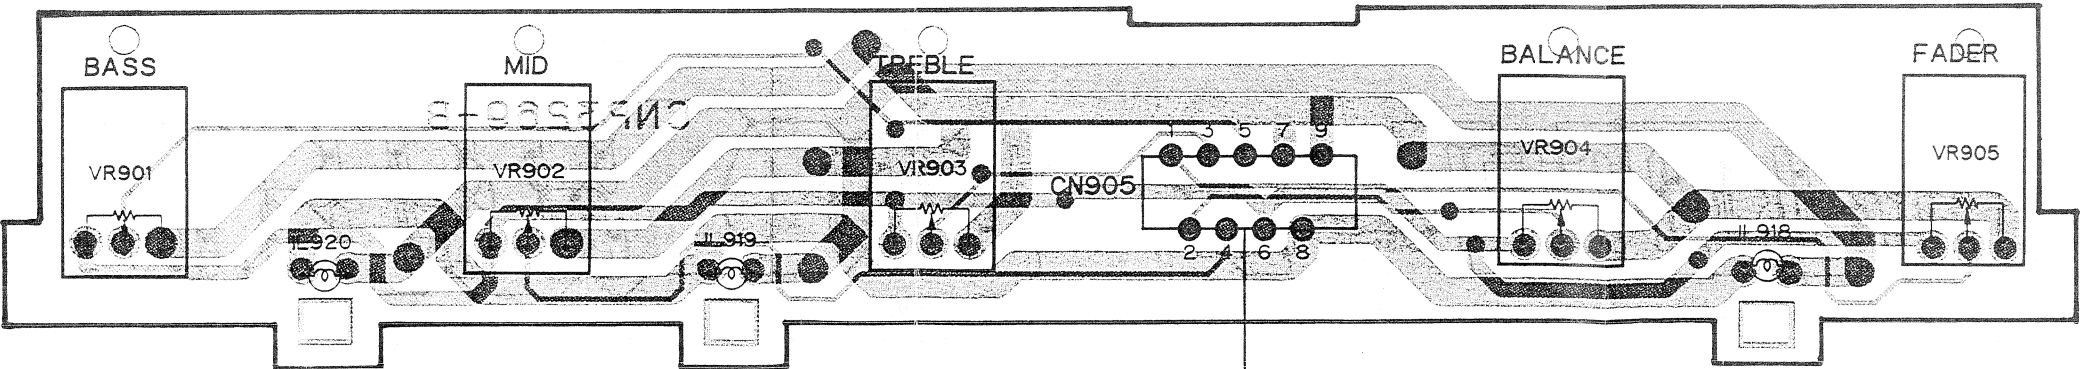 BASS
MID
TREBLE
BALANCE
FADER
CNP5296-B
VR901
VR902
VR903
VR904
VR905
1 3 5 7 9
CN905
2 4 6 8
IL920
IL919
IL918